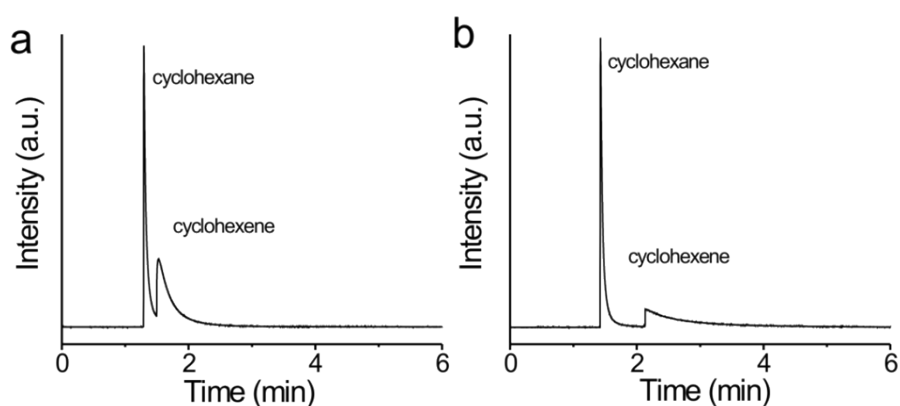 a
cyclohexane
cyclohexene
Intensity (a.u.)
0 2 4 6
Time (min)
b
cyclohexane
cyclohexene
Intensity (a.u.)
0 2 4 6
Time (min)